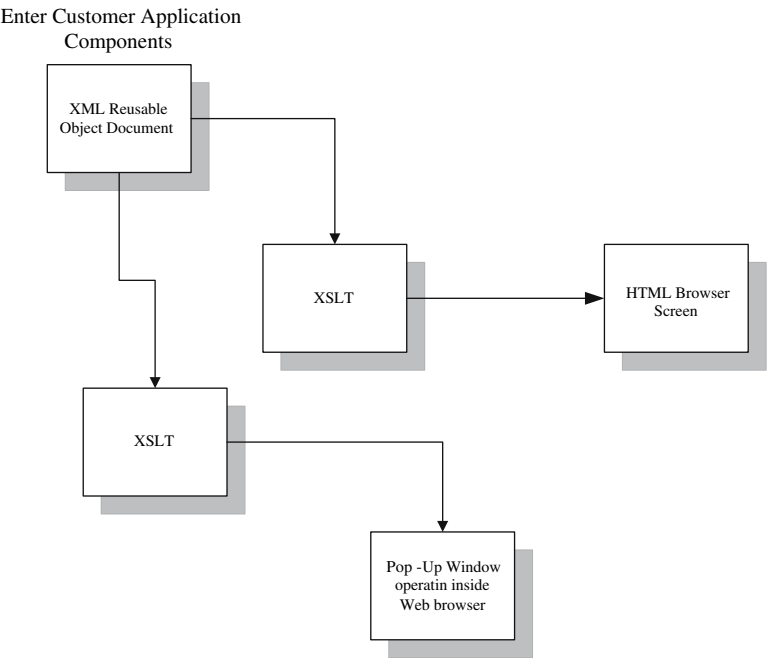 Enter Customer Application
Components
XML Reusable
Object Document
XSLT
HTML Browser
Screen
XSLT
Pop -Up Window
operatin inside
Web browser